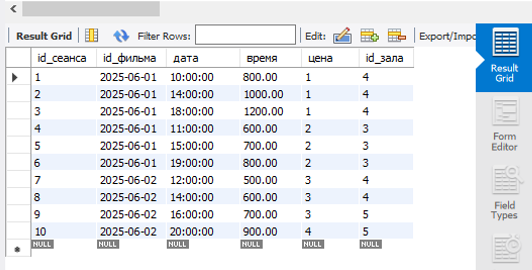 Result Grid Filter Rows: Edit: Export/Impo
id_сеанса id_фильма дата время цена id_зала
1 2025-06-01 10:00:00 800.00 1 4
2 2025-06-01 14:00:00 1000.00 1 4
3 2025-06-01 18:00:00 1200.00 1 4
4 2025-06-01 11:00:00 600.00 2 3
5 2025-06-01 15:00:00 700.00 2 3
6 2025-06-01 19:00:00 800.00 2 3
7 2025-06-02 12:00:00 500.00 3 4
8 2025-06-02 14:00:00 600.00 3 4
9 2025-06-02 16:00:00 700.00 3 5
10 2025-06-02 20:00:00 900.00 4 5
NULL NULL NULL NULL NULL NULL
Result
Grid
Form
Editor
Field
Types